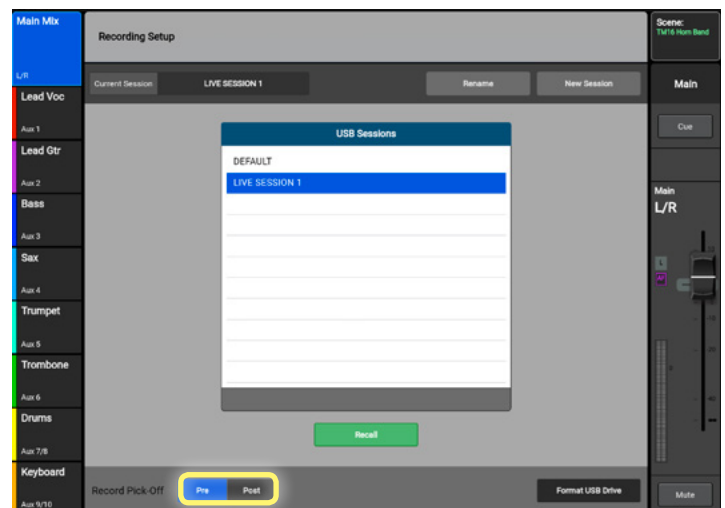 Main Mix
L/R
Lead Voc
Aux 1
Lead Gtr
Aux 2
Bass
Aux 3
Sax
Aux 4
Trumpet
Aux 5
Trombone
Aux 6
Drums
Aux 7/8
Keyboard
Aux 9/10
Recording Setup
Current Session LIVE SESSION 1 Rename New Session
USB Sessions
DEFAULT
LIVE SESSION 1
Recall
Record Pick-Off Pre Post Format USB Drive
Scene:
TM16 Horn Band
Main
Cue
Main
L/R
L
10
20
40
Mute